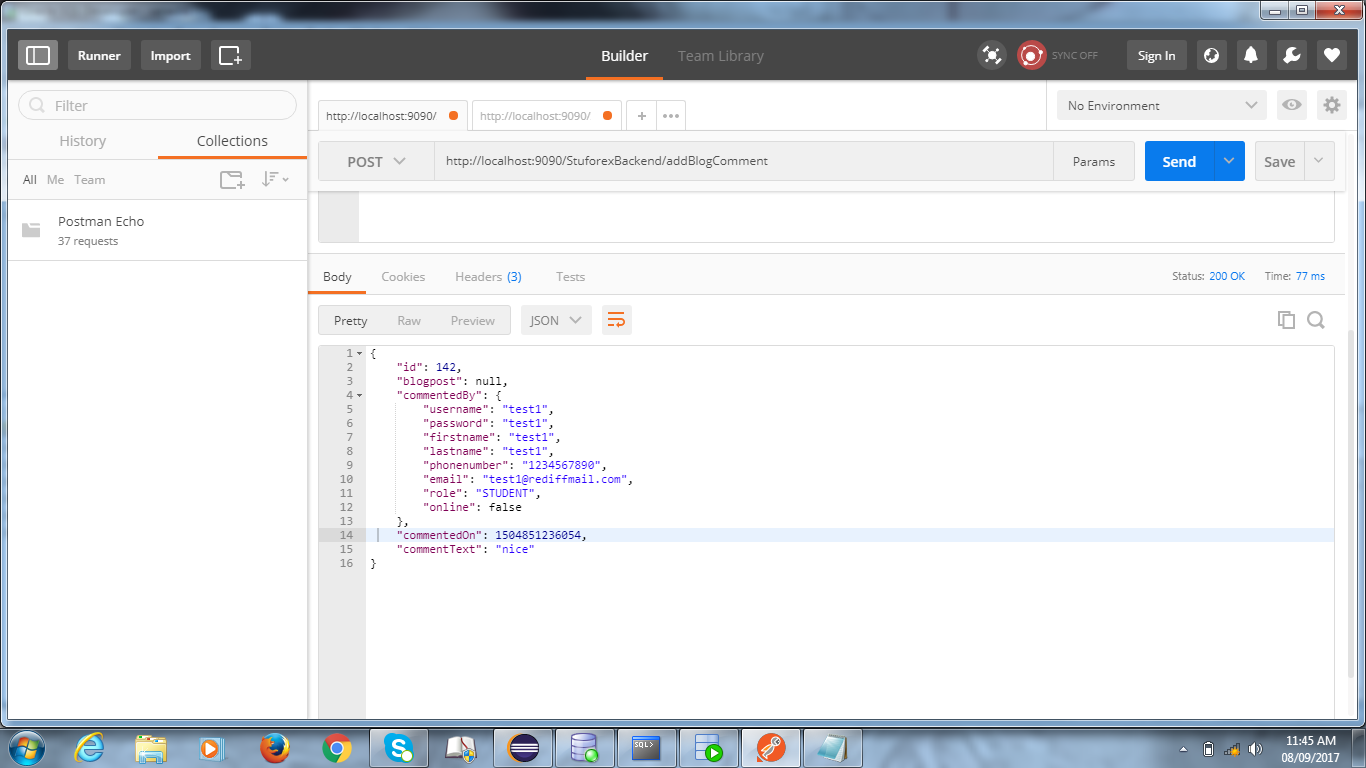 Runner
Import
Builder
Team Library
SYNC OFF
Sign In
Filter
History
Collections
All
Me
Team
Postman Echo
37 requests
http://localhost:9090/
http://localhost:9090/
No Environment
POST
http://localhost:9090/StuforexBackend/addBlogComment
Params
Send
Save
Body
Cookies
Headers (3)
Tests
Status: 200 OK
Time: 77 ms
Pretty
Raw
Preview
JSON
1 {
2 "id": 142,
3 "blogpost": null,
4 "commentedBy": {
5 "username": "test1",
6 "password": "test1",
7 "firstname": "test1",
8 "lastname": "test1",
9 "phonenumber": "1234567890",
10 "email": "test1@rediffmail.com",
11 "role": "STUDENT",
12 "online": false
13 },
14 "commentedOn": 1504851236054,
15 "commentText": "nice"
16 }
SQL>
11:45 AM
08/09/2017